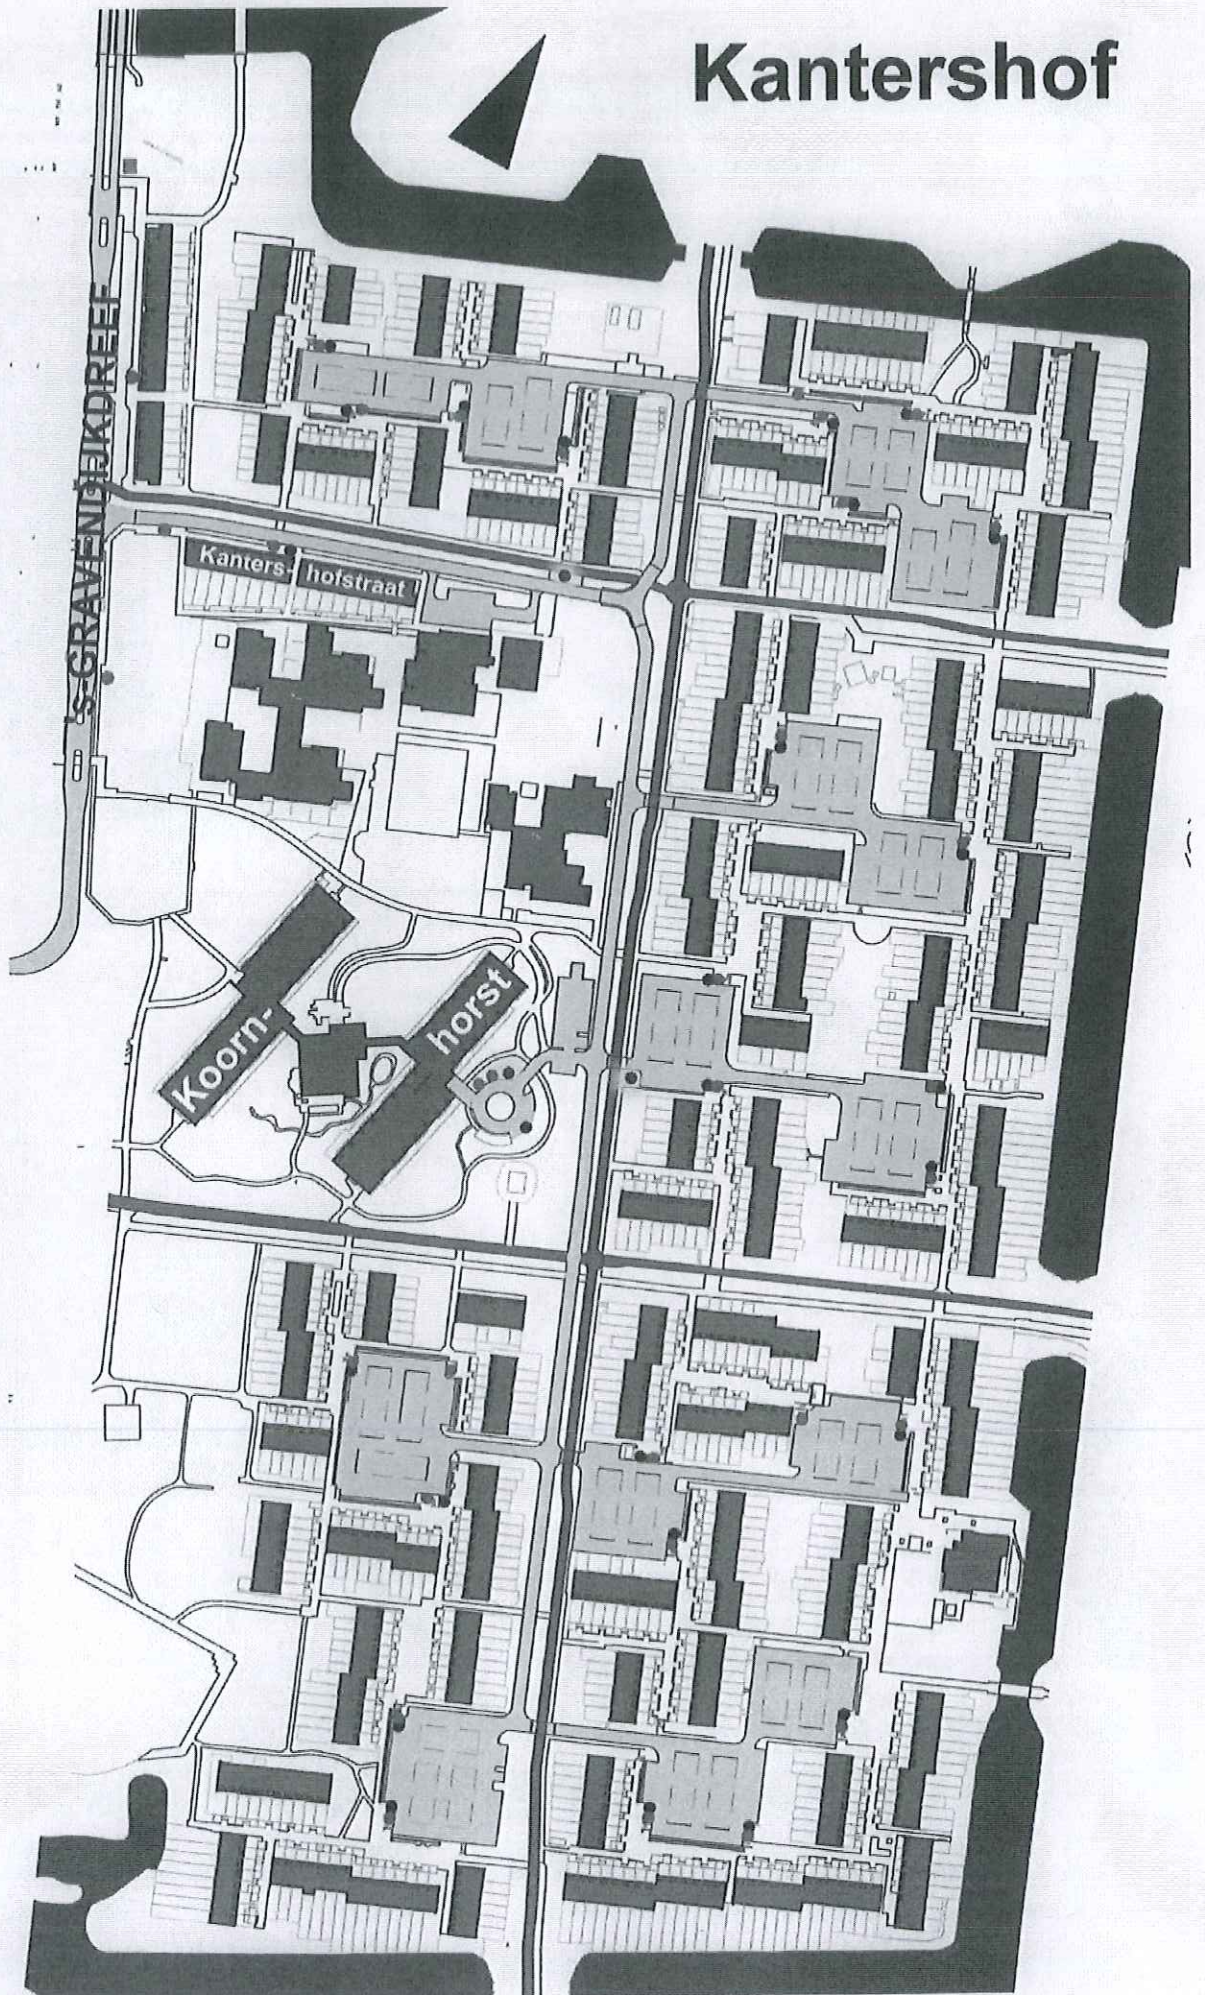 Kantershof
's-GRAVENDIJKDREEF
Kanters- hofstraat
Koorn-
horst